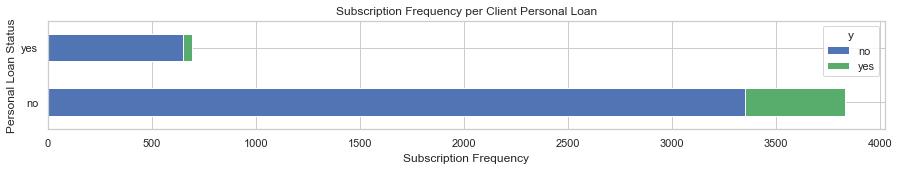 Subscription Frequency per Client Personal Loan
Personal Loan Status
yes
no
y
no
yes
0 500 1000 1500 2000 2500 3000 3500 4000
Subscription Frequency